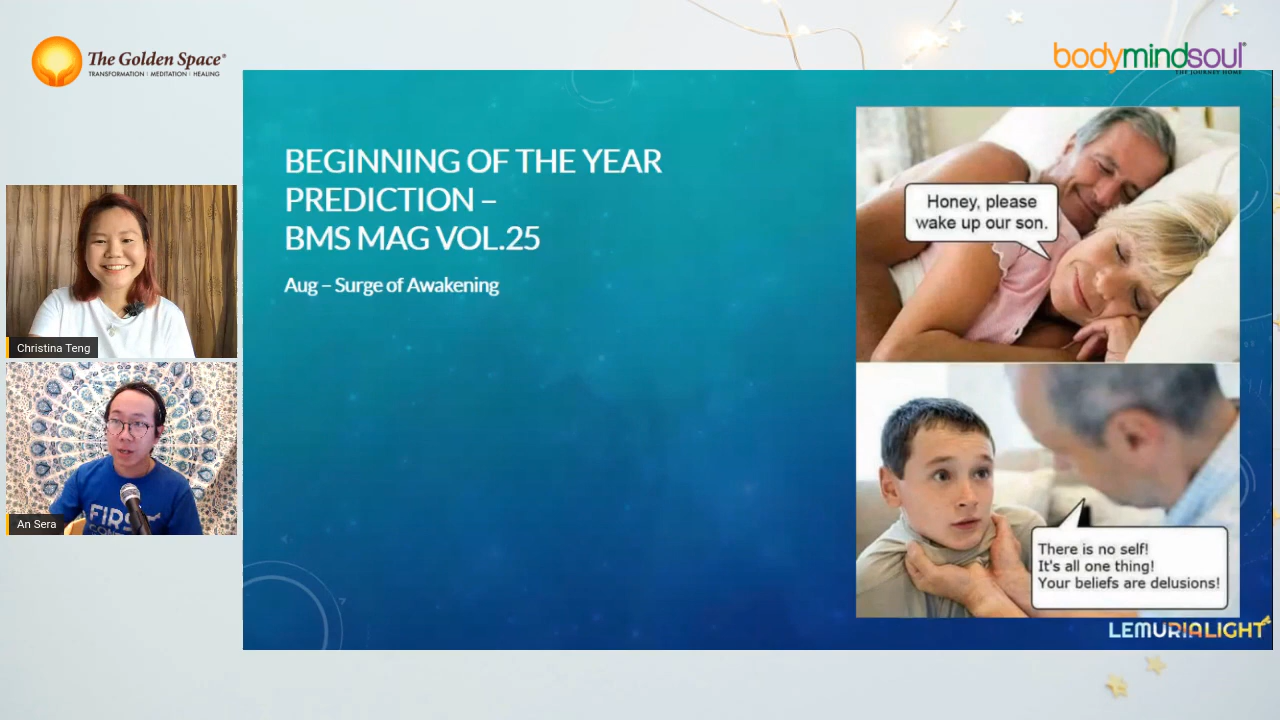 The Golden Space®
TRANSFORMATION | MEDITATION | HEALING
bodymindsoul®
THE JOURNEY HOME
BEGINNING OF THE YEAR
PREDICTION –
BMS MAG VOL.25
Aug – Surge of Awakening
Honey, please
wake up our son.
There is no self!
It's all one thing!
Your beliefs are delusions!
Christina Teng
FIRST
An Sera
LEMURIALIGHT